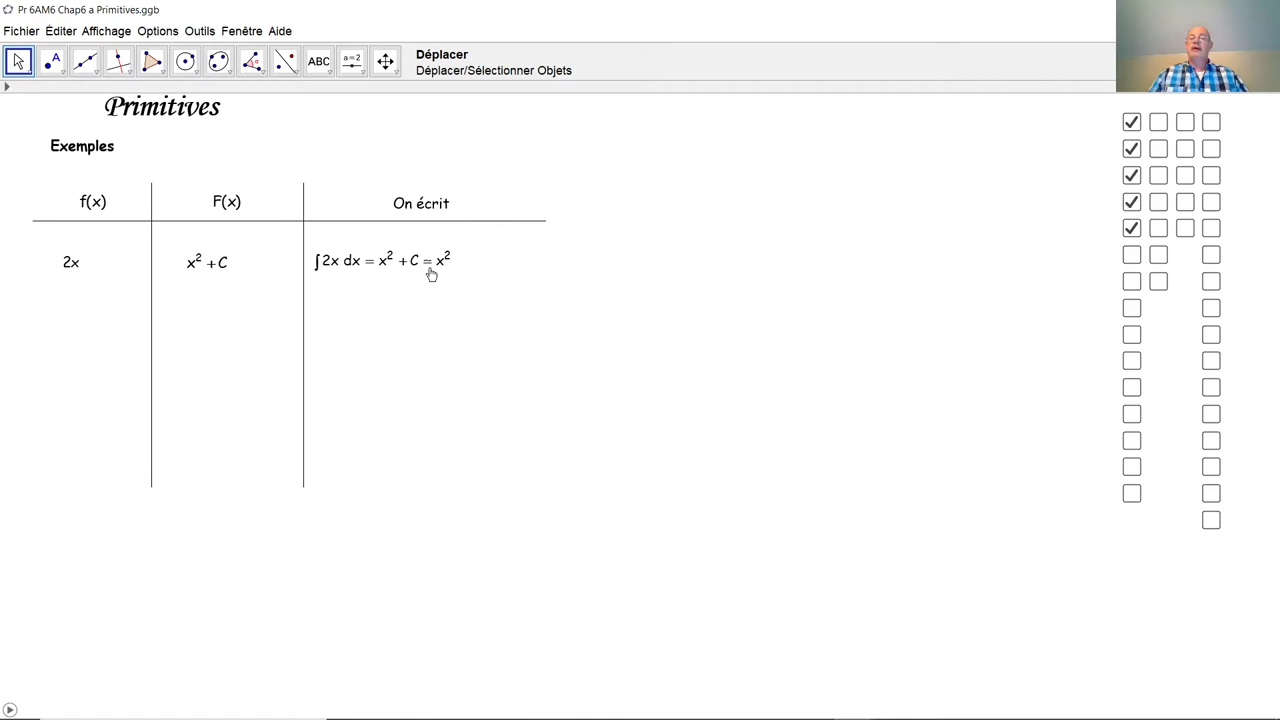 Pr 6AM6 Chap6 a Primitives.ggb
Fichier Éditer Affichage Options Outils Fenêtre Aide
A ABC a=2 Déplacer
Déplacer/Sélectionner Objets
Primitives
Exemples
f(x) F(x) On écrit
2x x² + C ∫2x dx = x² + C ≃ x²